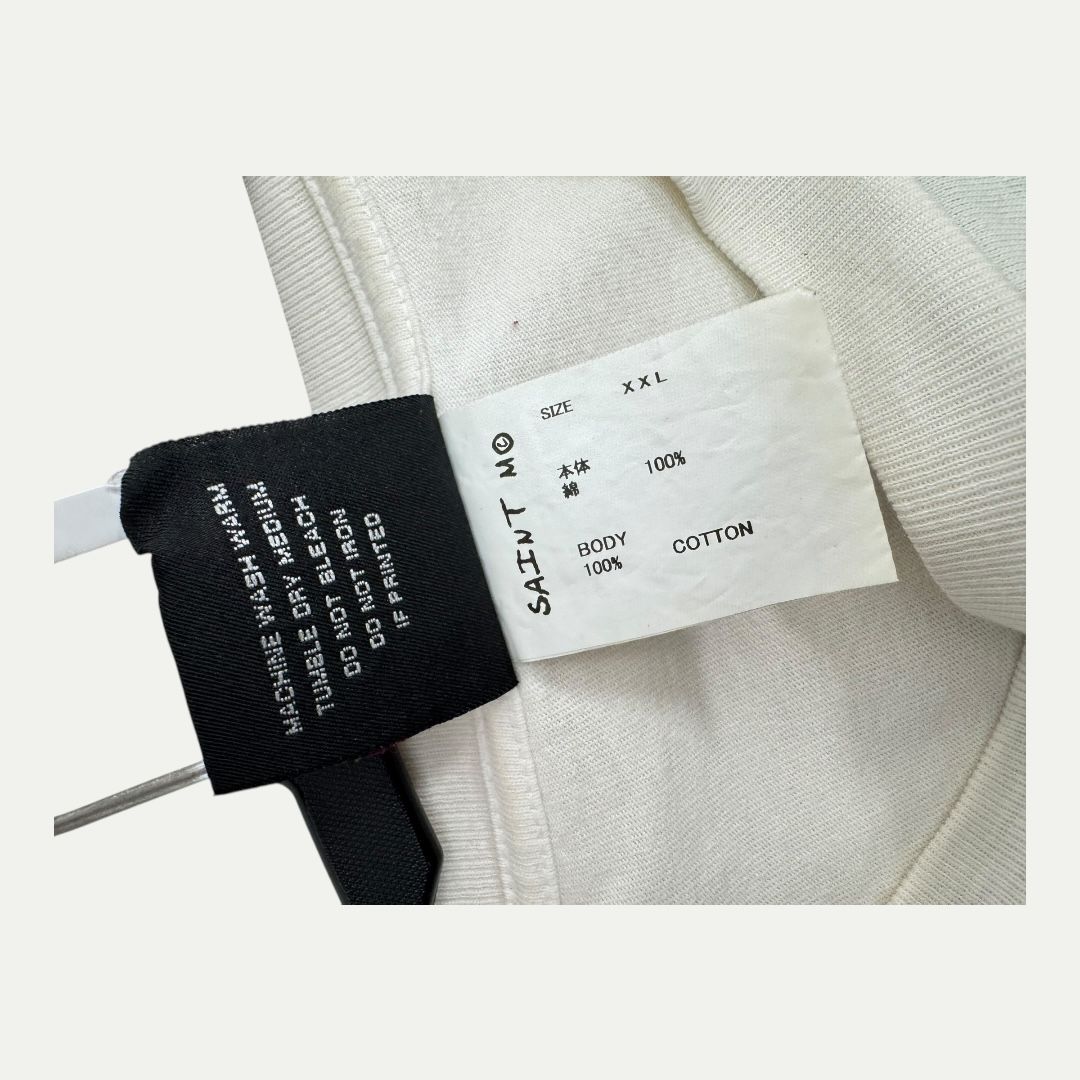 MACHINE WASH WARM
TUMBLE DRY MEDIUM
DO NOT BLEACH
DO NOT IRON
IF PRINTED
SAINT M
SIZE XXL
本体 100%
綿
BODY COTTON
100%